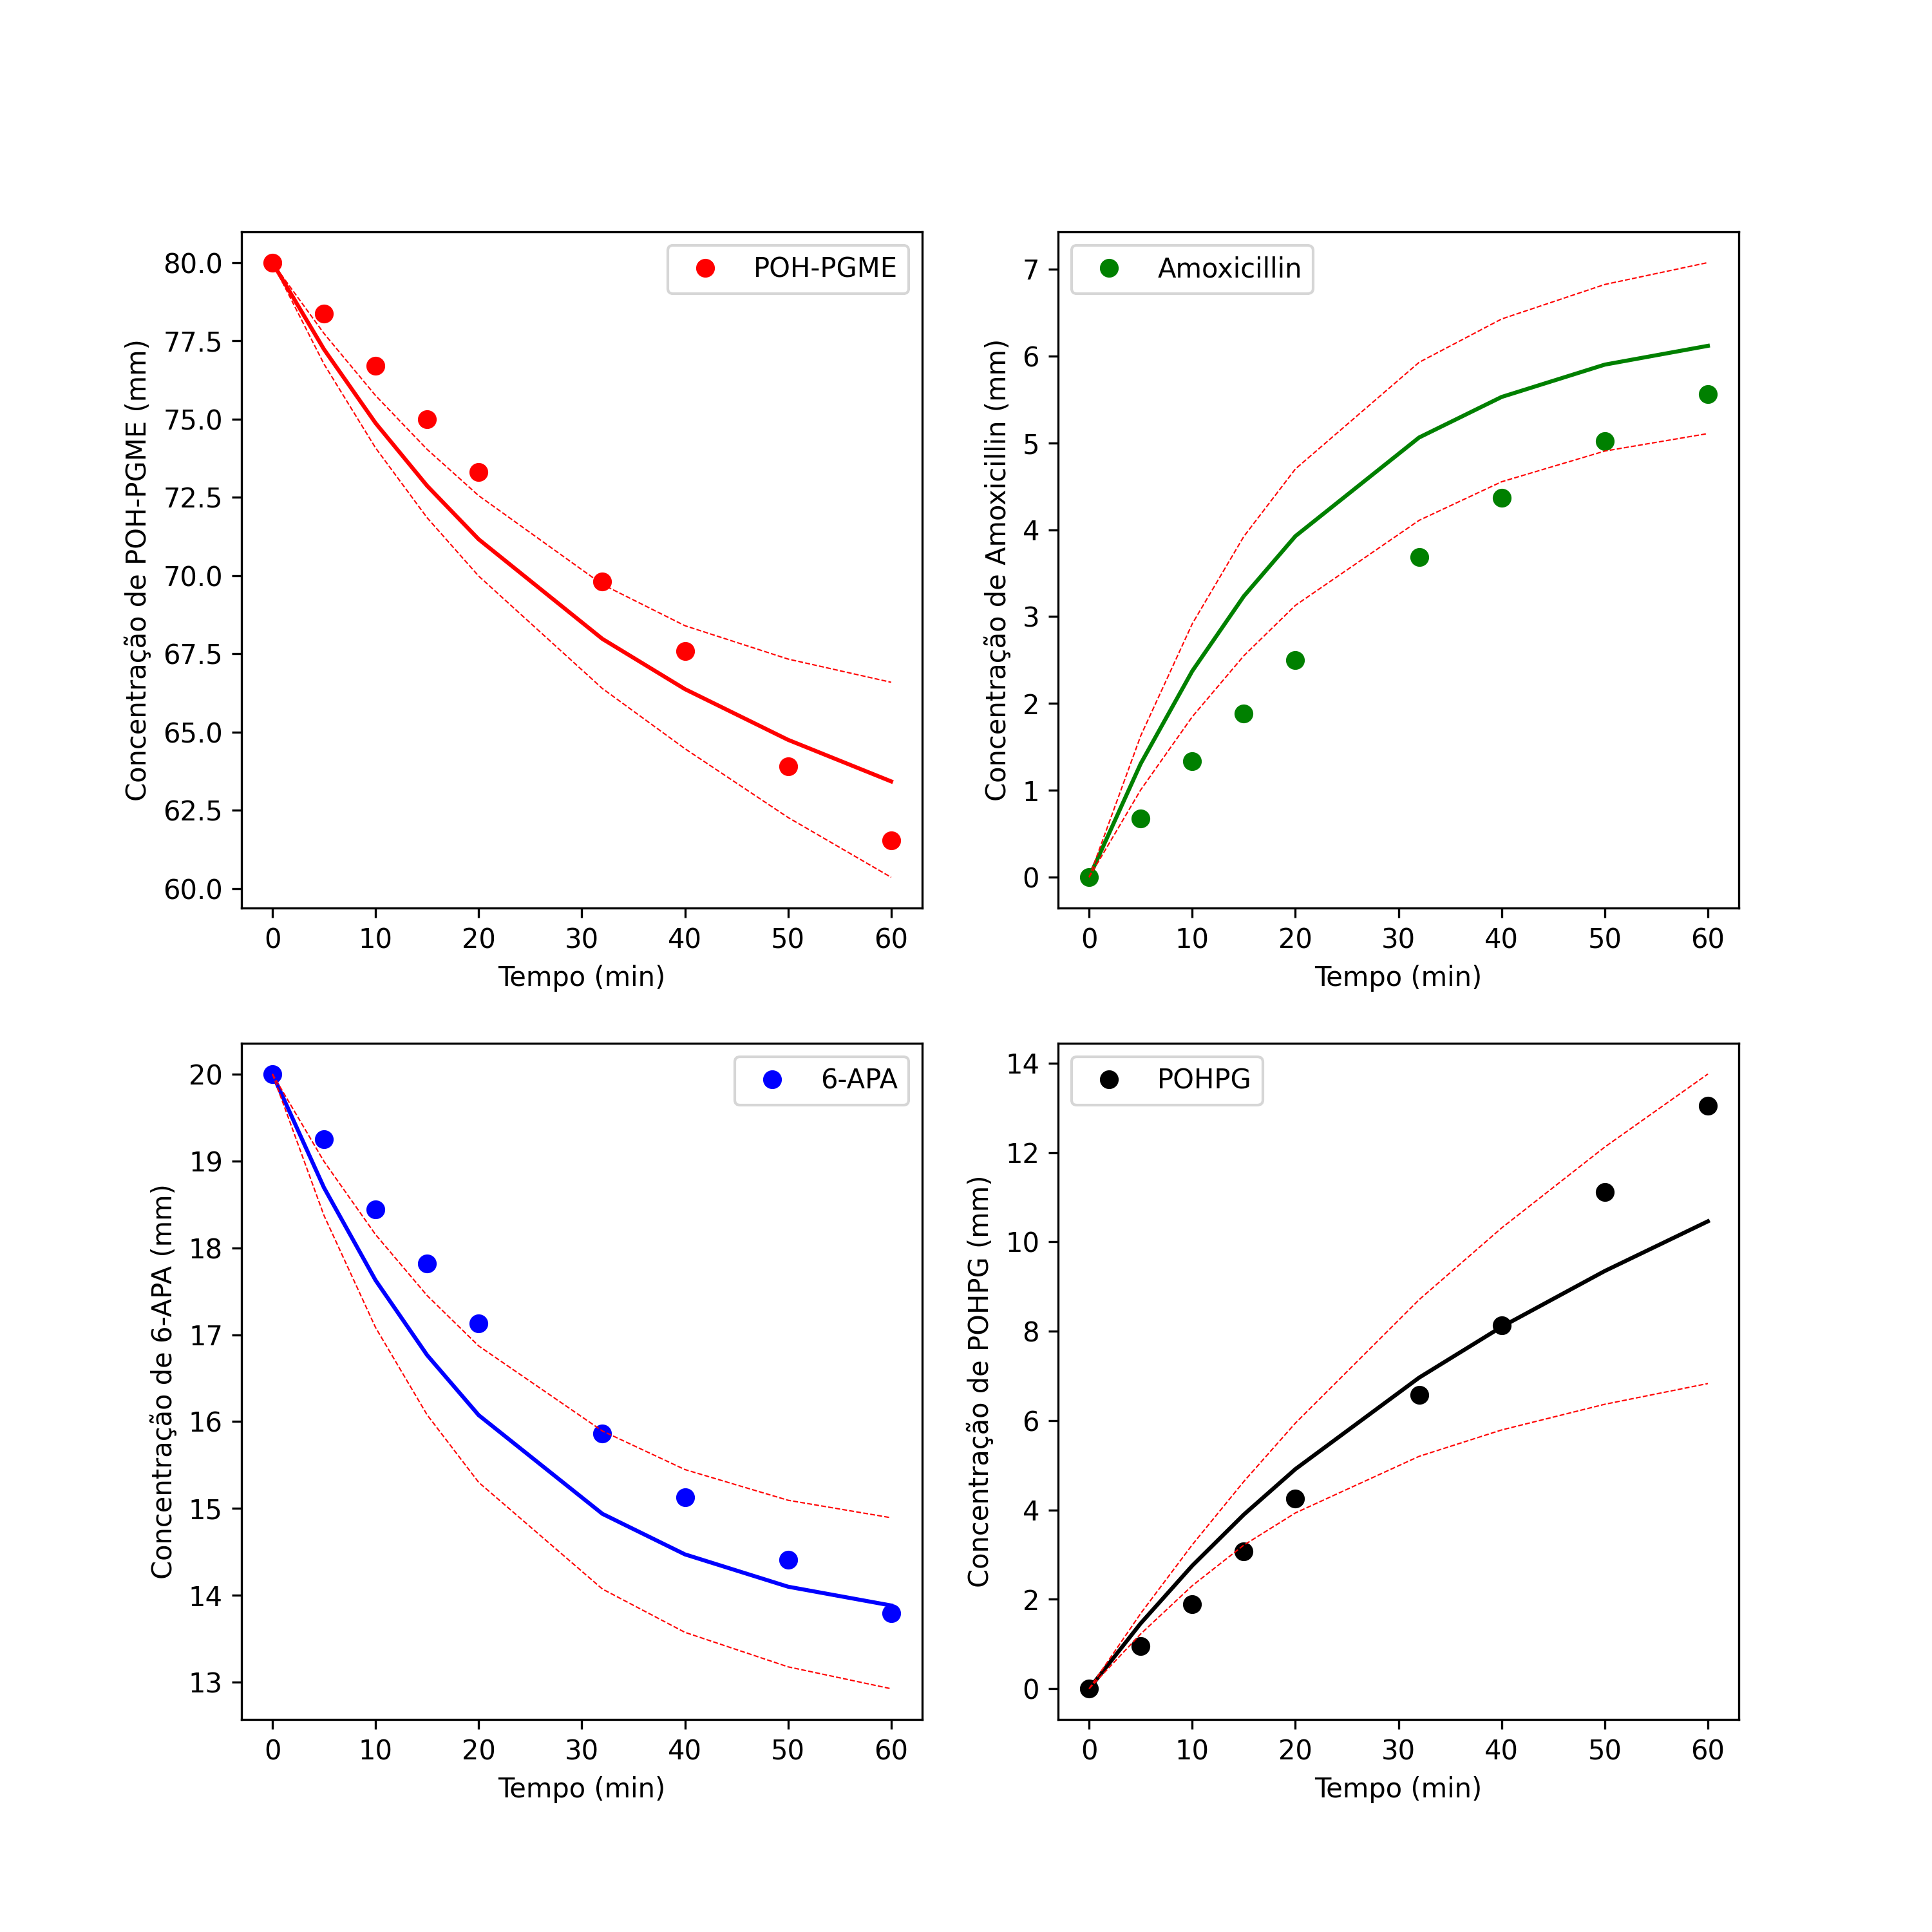 POH-PGME
80.0
77.5
75.0
72.5
70.0
67.5
65.0
62.5
60.0
Concentração de POH-PGME (mm)
0 10 20 30 40 50 60
Tempo (min)
Amoxicillin
7
6
5
4
3
2
1
0
Concentração de Amoxicillin (mm)
0 10 20 30 40 50 60
Tempo (min)
6-APA
20
19
18
17
16
15
14
13
Concentração de 6-APA (mm)
0 10 20 30 40 50 60
Tempo (min)
POHPG
14
12
10
8
6
4
2
0
Concentração de POHPG (mm)
0 10 20 30 40 50 60
Tempo (min)